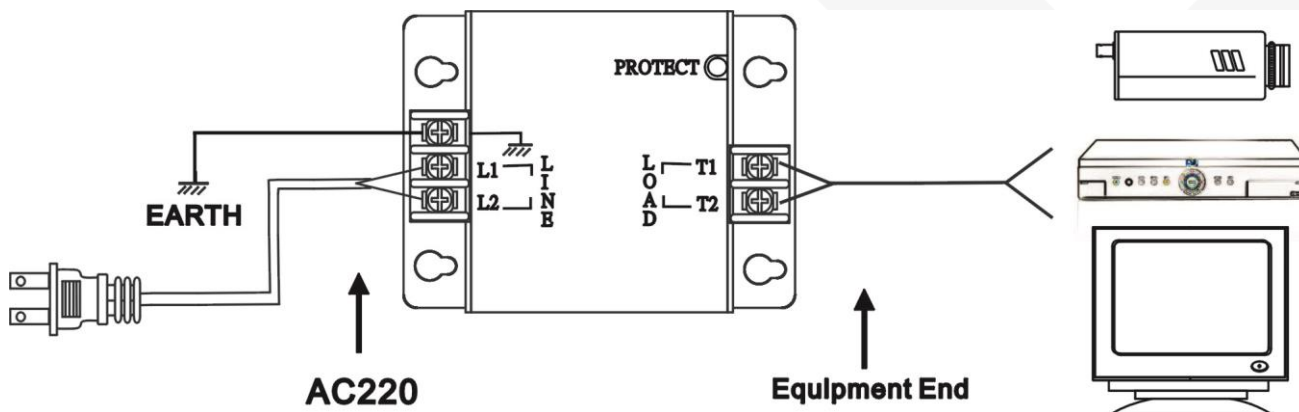 PROTECT
L1
L2
LINE
LOAD
T1
T2
EARTH
AC220
Equipment End